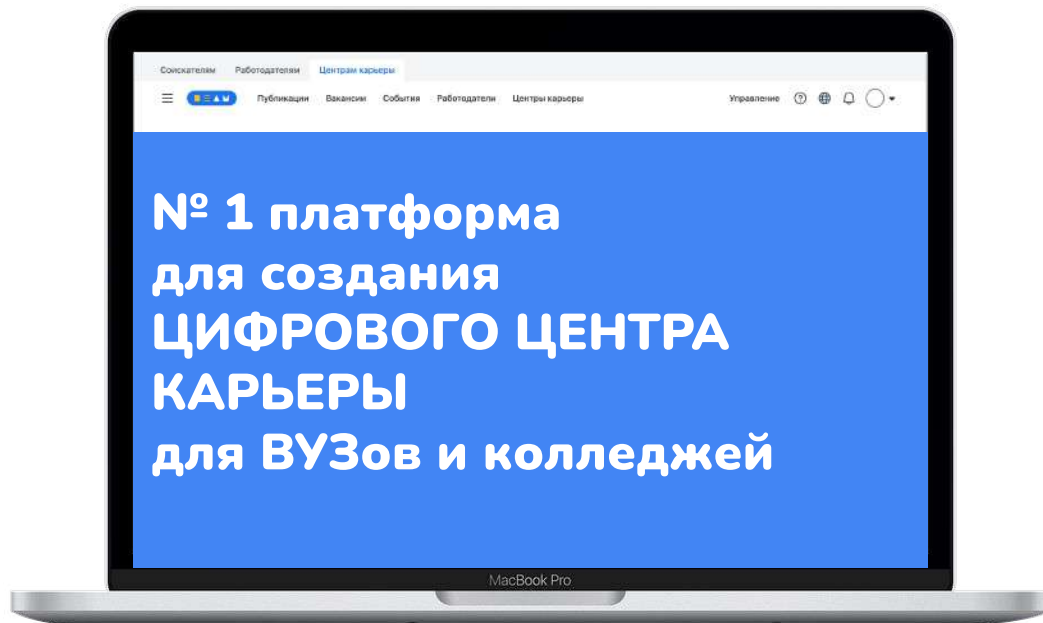 Соискателям Работодателям Центрам карьеры
BEAM Публикации Вакансии События Работодатели Центры карьеры Управление
№ 1 платформа
для создания
ЦИФРОВОГО ЦЕНТРА
КАРЬЕРЫ
для ВУЗов и колледжей
MacBook Pro